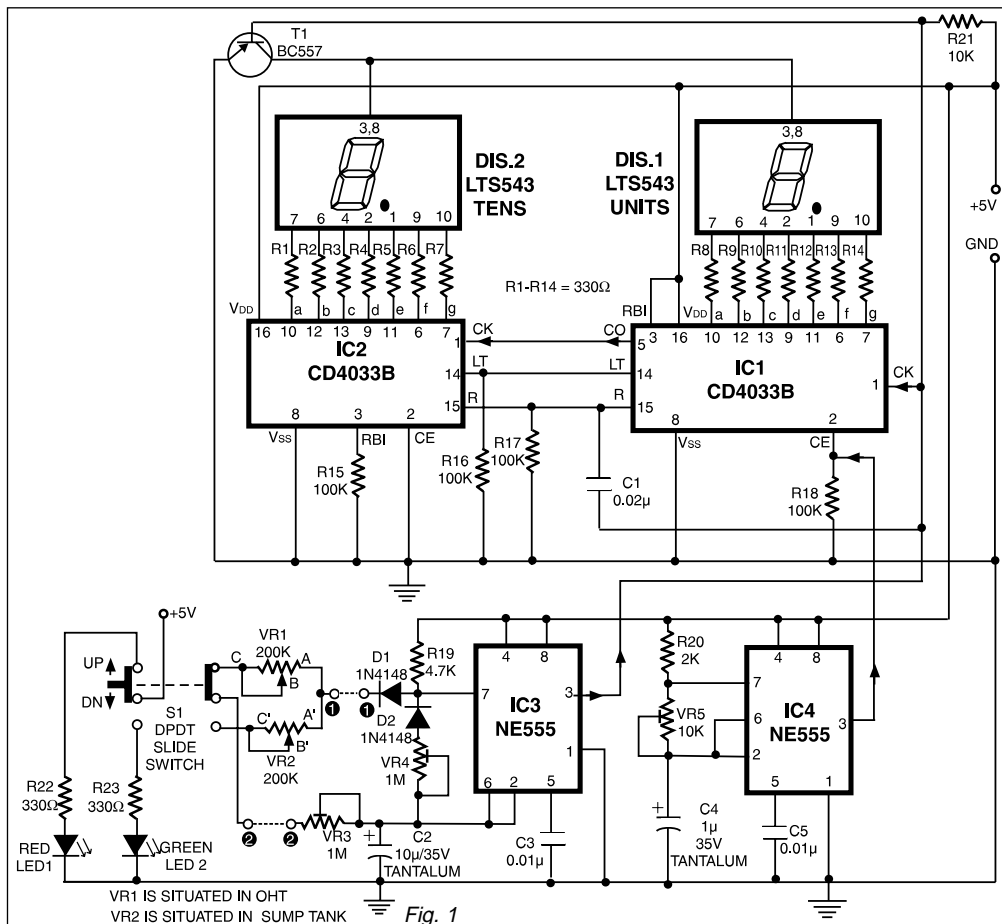 T1
BC557
R21
10K
3,8
3,8
DIS.2
LTS543
TENS
DIS.1
LTS543
UNITS
+5V
GND
7 6 4 2 1 9 10
7 6 4 2 1 9 10
R1 R2 R3 R4 R5 R6 R7
R8 R9 R10 R11 R12 R13 R14
R1-R14 = 330Ω
VDD a b c d e f g
RBI VDD a b c d e f g
16 10 12 13 9 11 6 7
3 16 10 12 13 9 11 6 7
IC2
CD4033B
1 CK CO 5
14 LT LT 14
15 R R 15
IC1
CD4033B
1 CK
8 3 2
VSS RBI CE
8 2
VSS CE
R15
100K
R16
100K
R17
100K
C1
0.02µ
R18
100K
+5V
UP
DN
S1
DPDT
SLIDE
SWITCH
VR1
200K
C A
B
C' A'
B'
VR2
200K
1 1
D1
1N4148
D2
1N4148
R19
4.7K
VR4
1M
4 8
7 3
IC3
NE555
1
6 2 5
R20
2K
VR5
10K
4 8
7
6
2
3
IC4
NE555
5 1
R22
330Ω
R23
330Ω
2 2
VR3
1M
C2
10µ/35V
TANTALUM
C3
0.01µ
C4
1µ
35V
TANTALUM
C5
0.01µ
RED
LED1
GREEN
LED 2
VR1 IS SITUATED IN OHT
VR2 IS SITUATED IN SUMP TANK
Fig. 1